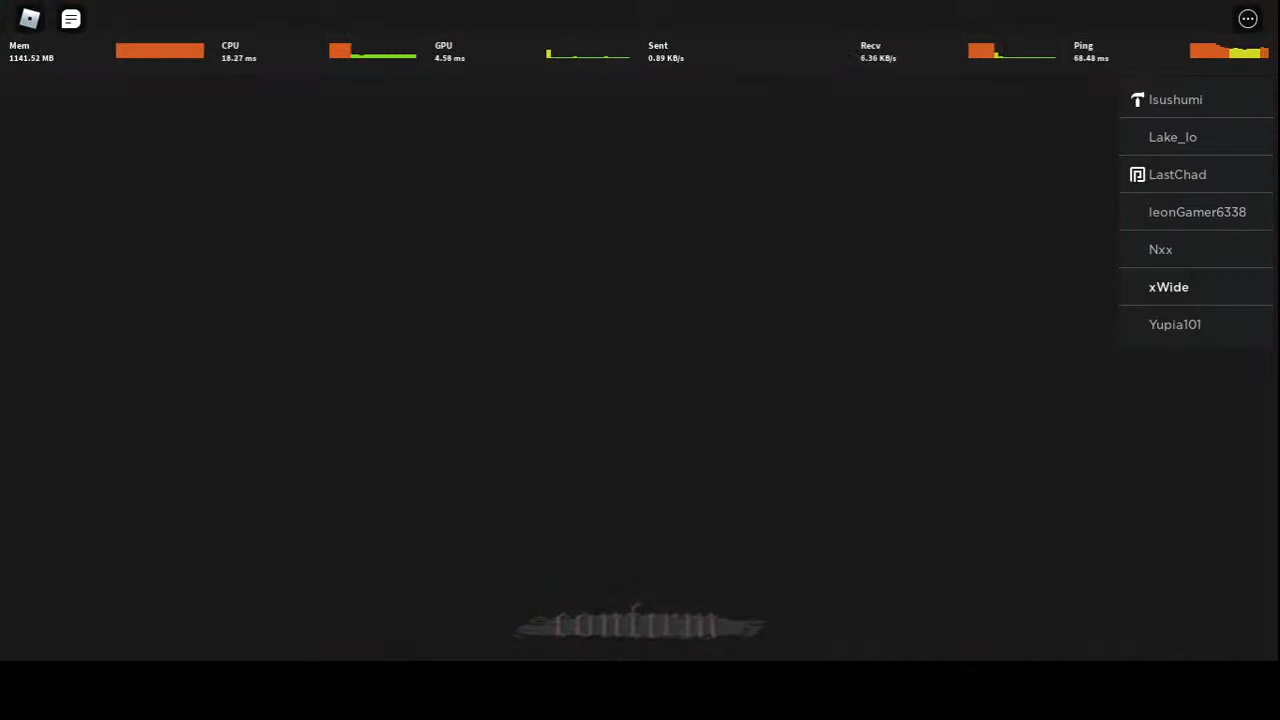 Mem
1141.52 MB
CPU
18.27 ms
GPU
4.56 ms
Sent
0.89 KB/s
Recv
6.36 KB/s
Ping
68.48 ms
Isushumi
Lake_lo
LastChad
leonGamer6338
Nxx
xWide
Yupia101
confirm